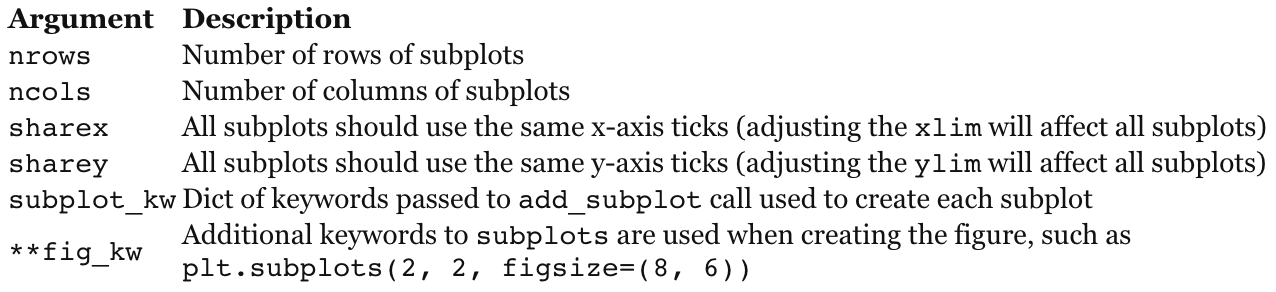 Argument Description
nrows Number of rows of subplots
ncols Number of columns of subplots
sharex All subplots should use the same x-axis ticks (adjusting the xlim will affect all subplots)
sharey All subplots should use the same y-axis ticks (adjusting the ylim will affect all subplots)
subplot_kw Dict of keywords passed to add_subplot call used to create each subplot
**fig_kw Additional keywords to subplots are used when creating the figure, such as
plt.subplots(2, 2, figsize=(8, 6))